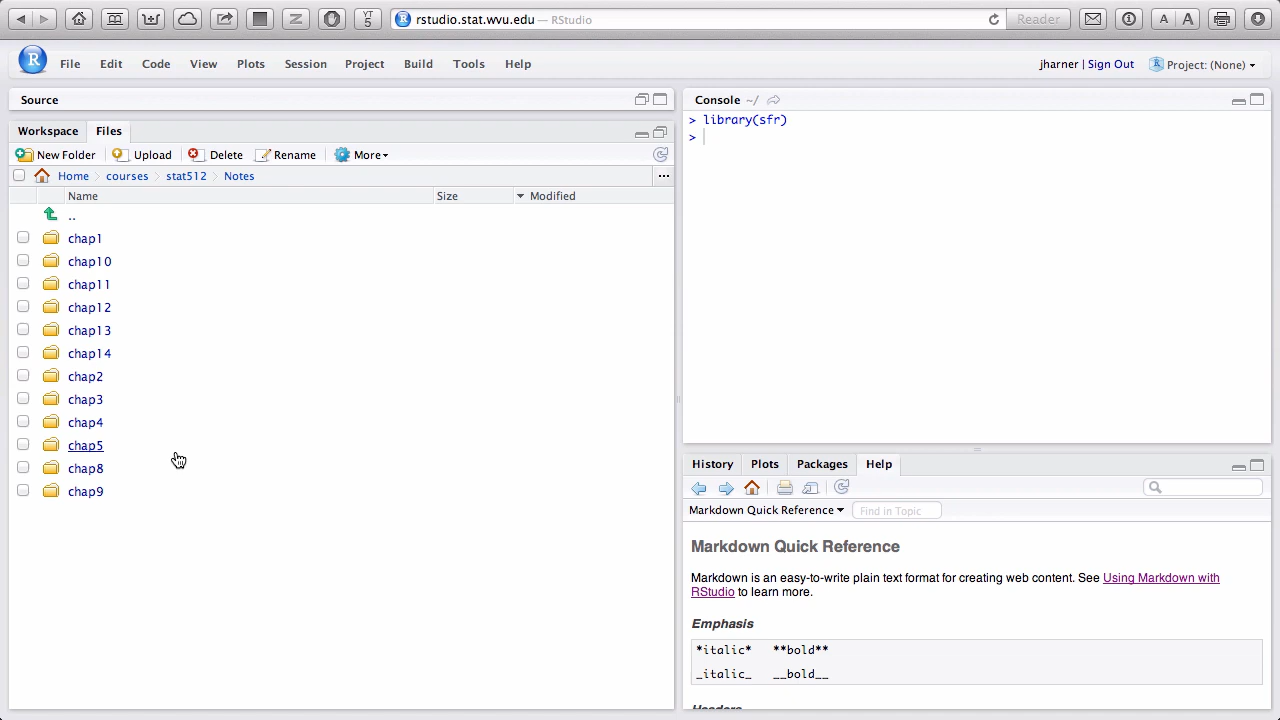 YT
5
rstudio.stat.wvu.edu — RStudio
Reader
A A
R File Edit Code View Plots Session Project Build Tools Help
jharner | Sign Out Project: (None)
Source
Workspace Files
New Folder Upload Delete Rename More
Home courses stat512 Notes ...
Name Size Modified
..
chap1
chap10
chap11
chap12
chap13
chap14
chap2
chap3
chap4
chap5
chap8
chap9
Console ~/
> library(sfr)
>
History Plots Packages Help
Markdown Quick Reference Find in Topic
Markdown Quick Reference
Markdown is an easy-to-write plain text format for creating web content. See Using Markdown with
RStudio to learn more.
Emphasis
*italic* **bold**
_italic_ __bold__
Headers